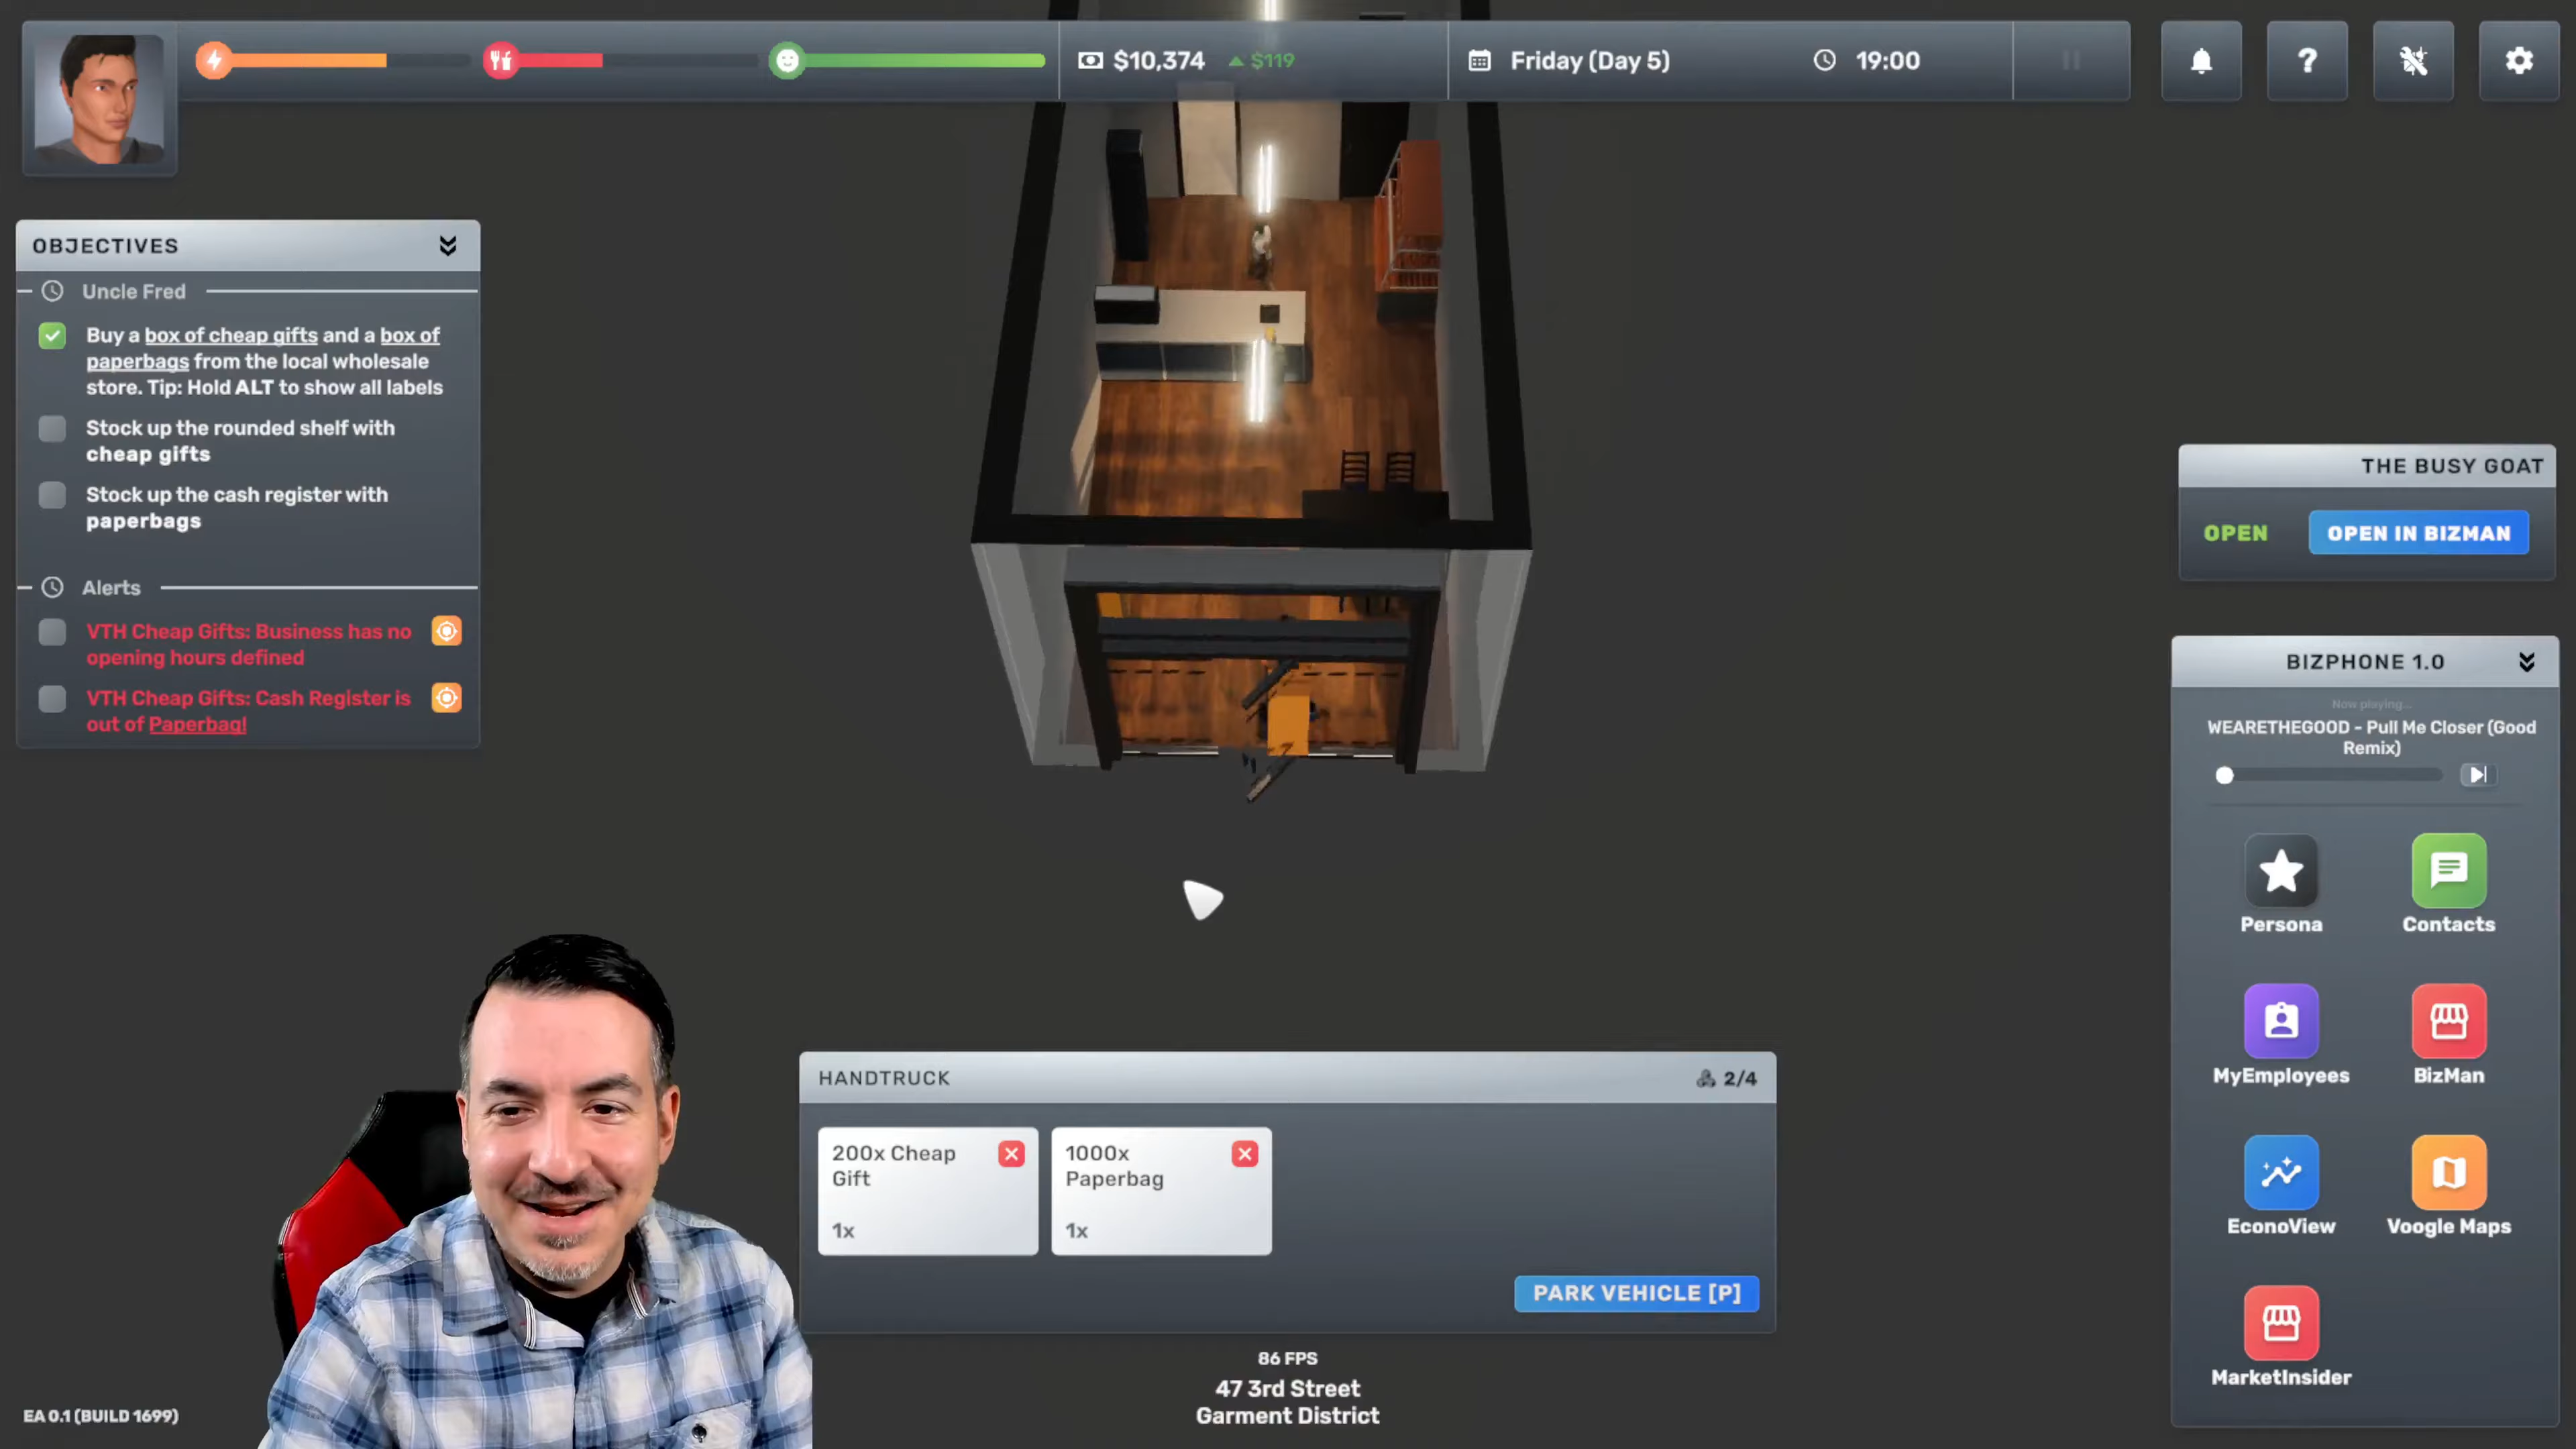 $10,374
$119
Friday (Day 5)
19:00
?
OBJECTIVES
Uncle Fred
Buy a box of cheap gifts and a box of
paperbags from the local wholesale
store. Tip: Hold ALT to show all labels
Stock up the rounded shelf with
cheap gifts
Stock up the cash register with
paperbags
Alerts
VTH Cheap Gifts: Business has no
opening hours defined
VTH Cheap Gifts: Cash Register is
out of Paperbag!
THE BUSY GOAT
OPEN
OPEN IN BIZMAN
BIZPHONE 1.0
Now playing...
WEARETHEGOOD - Pull Me Closer (Good
Remix)
Persona
Contacts
MyEmployees
BizMan
EconoView
Voogle Maps
MarketInsider
HANDTRUCK
2/4
200x Cheap
Gift
1x
1000x
Paperbag
1x
PARK VEHICLE [P]
86 FPS
47 3rd Street
Garment District
EA 0.1 (BUILD 1699)